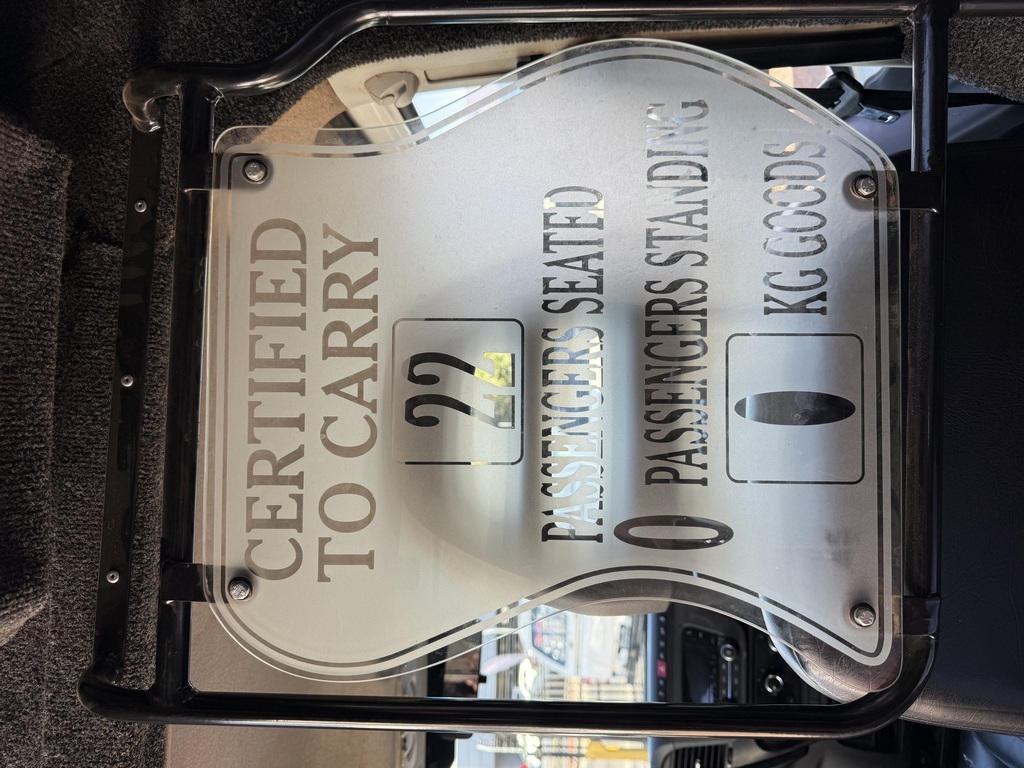 CERTIFIED
TO CARRY
22
PASSENGERS SEATED
0 PASSENGERS STANDING
0 KG GOODS